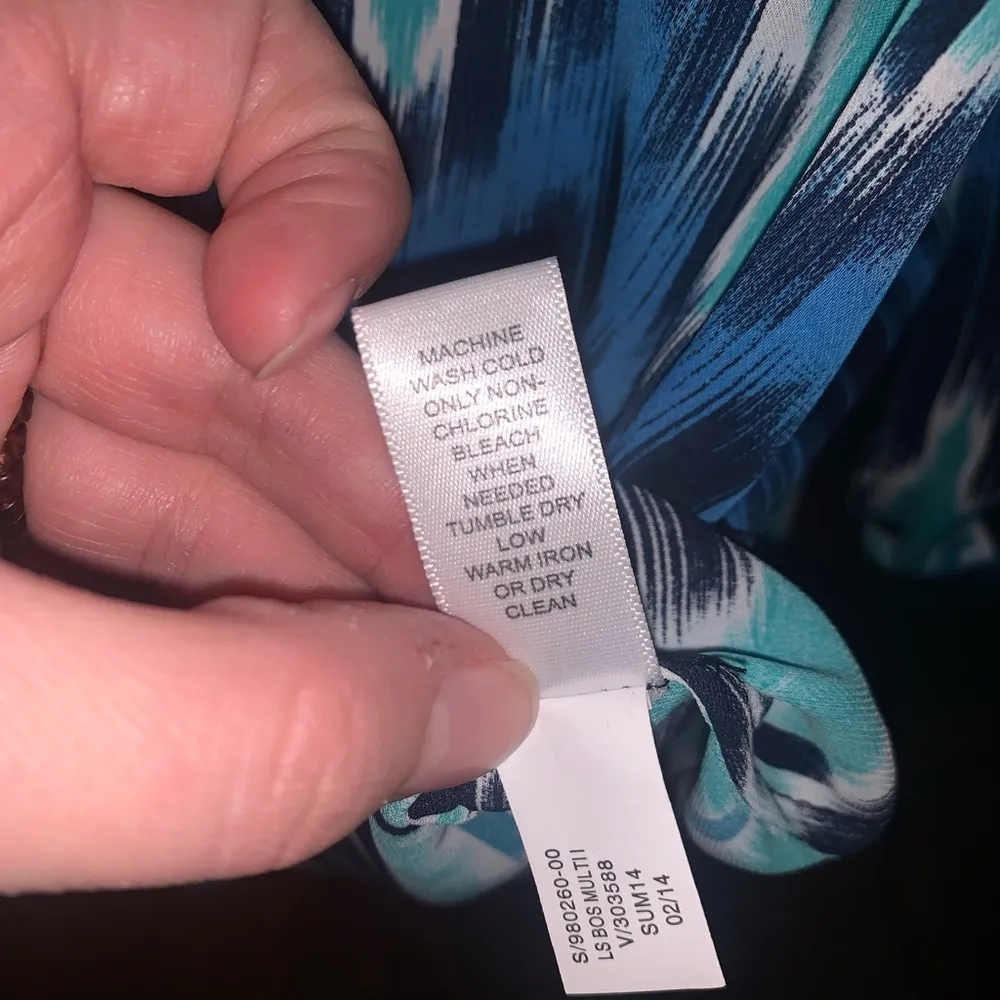 MACHINE
WASH COLD
ONLY NON-
CHLORINE
BLEACH
WHEN
NEEDED
TUMBLE DRY
LOW
WARM IRON
OR DRY
CLEAN
S/980260-00
LS BOS MULTI I
V/303588
SUM14
02/14